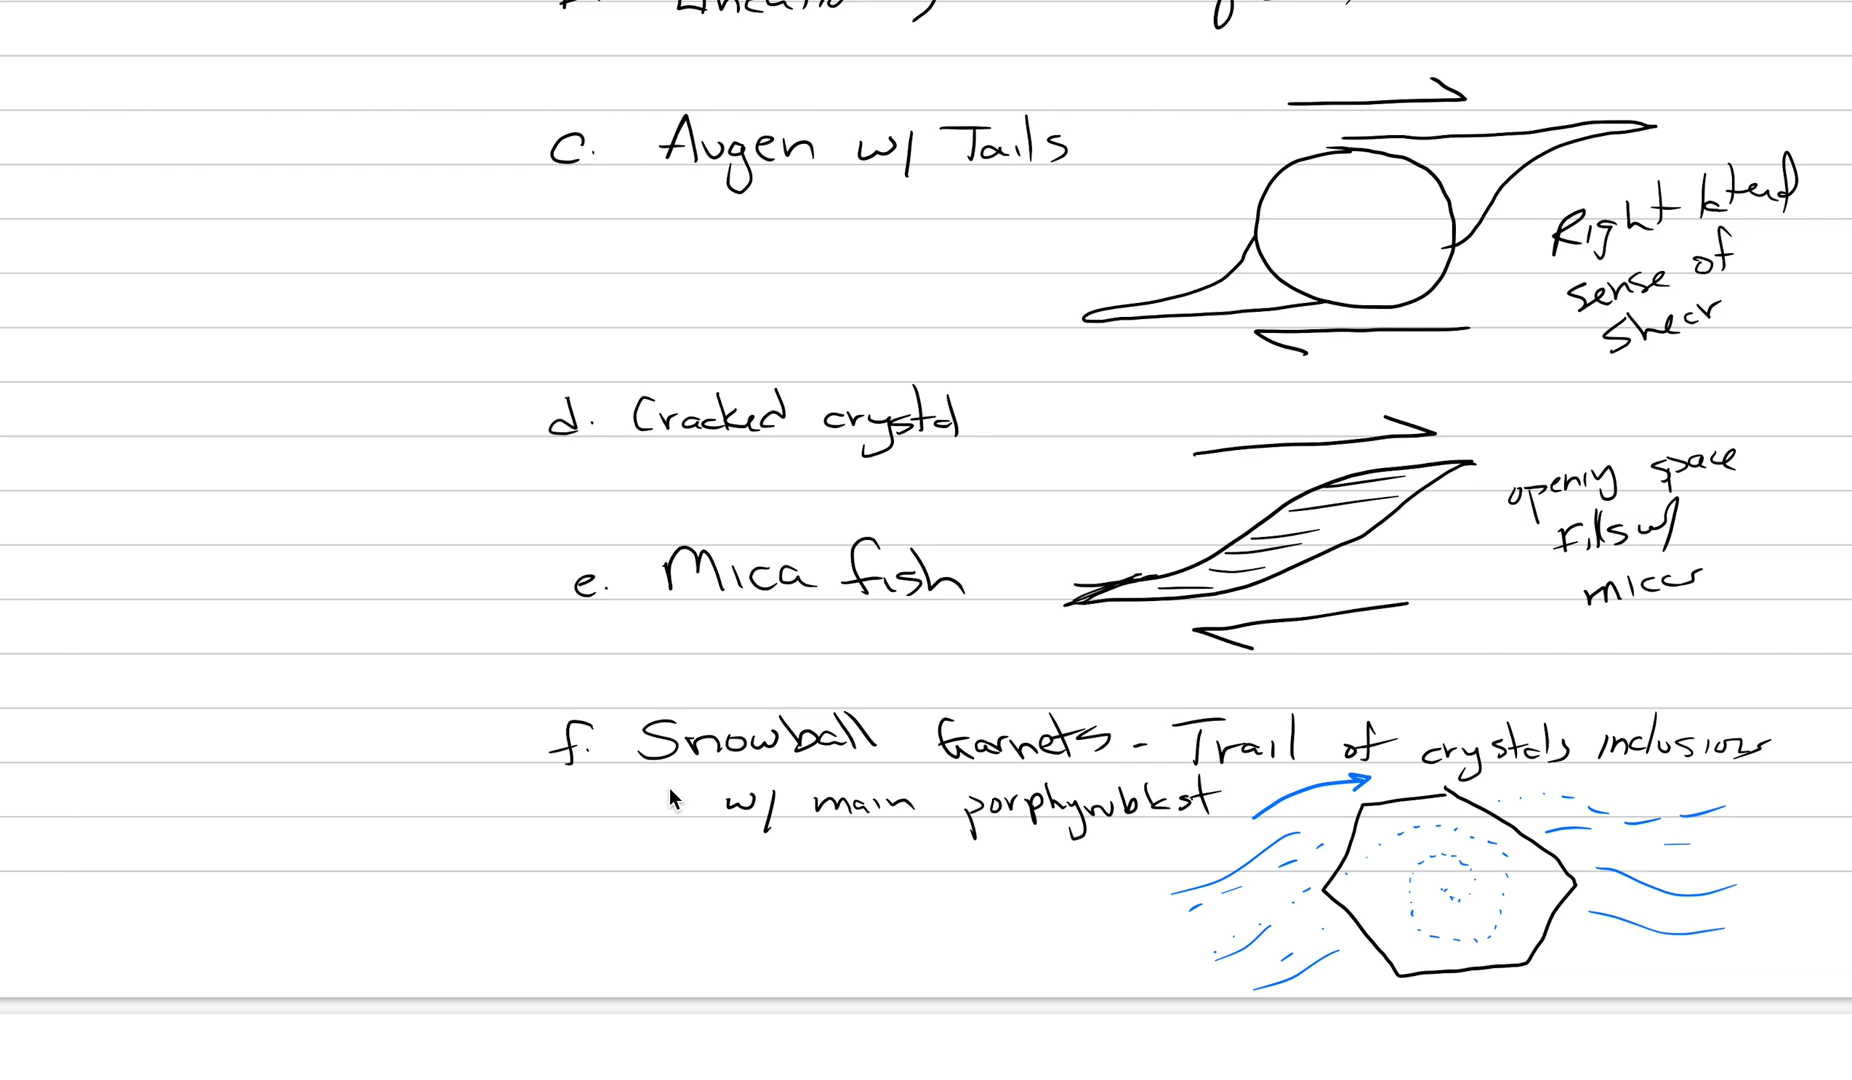 c. Augen w/ Tails
Right lateral
sense of
shear
d. Cracked crystal
opening space
fills w/
micas
e. Mica fish
f. Snowball Garnets - Trail of crystals inclusions
w/ main porphyroblast